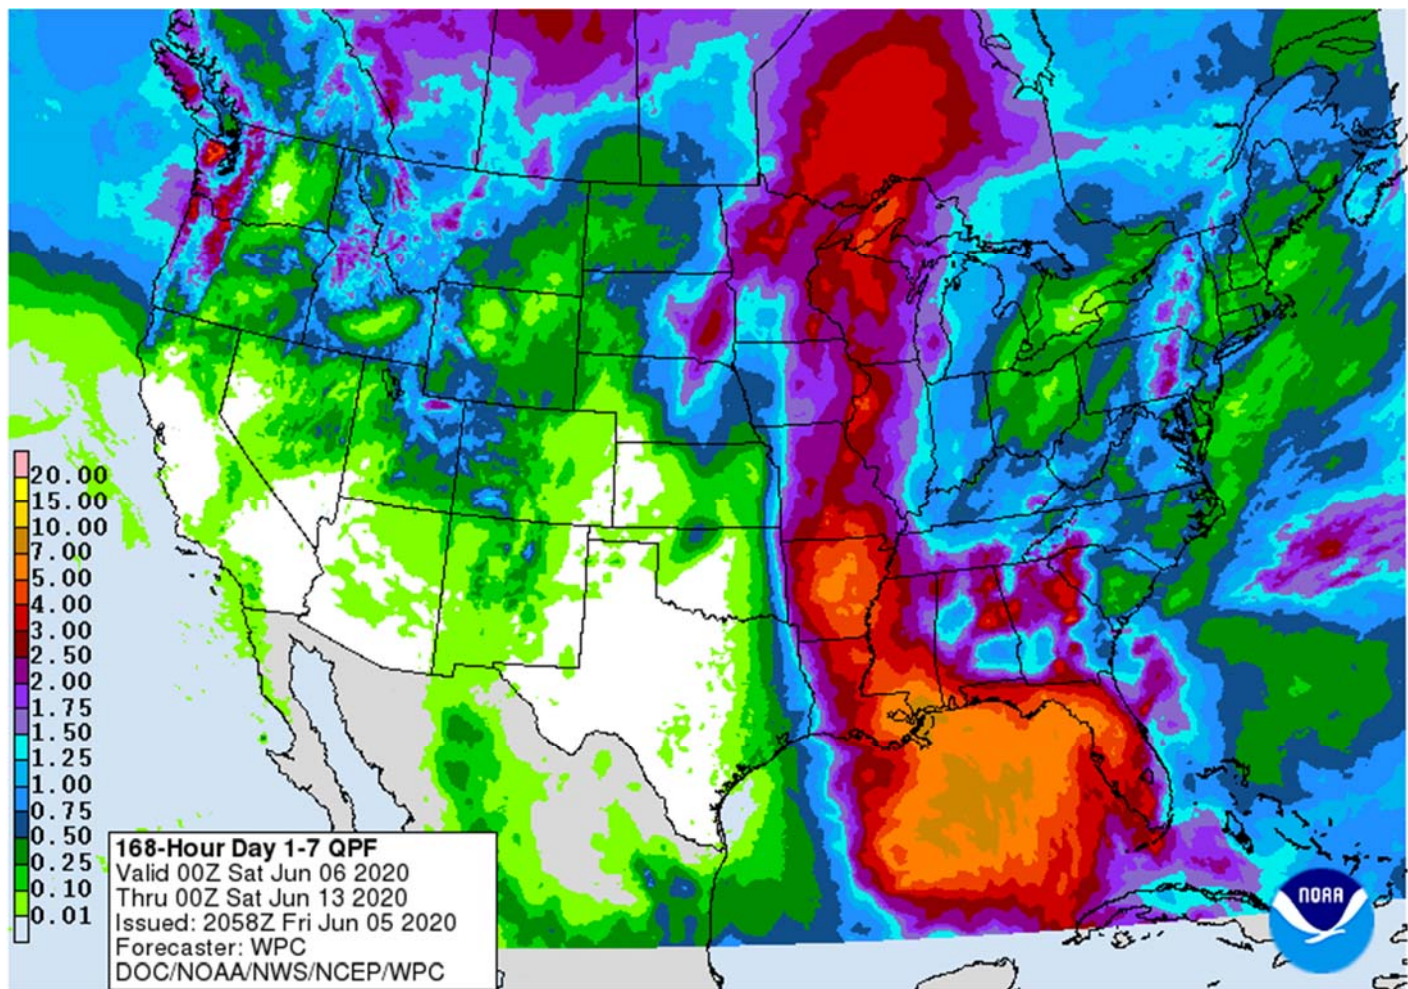 20.00
15.00
10.00
7.00
5.00
4.00
3.00
2.50
2.00
1.75
1.50
1.25
1.00
0.75
0.50
0.25
0.10
0.01
168-Hour Day 1-7 QPF
Valid 00Z Sat Jun 06 2020
Thru 00Z Sat Jun 13 2020
Issued: 2058Z Fri Jun 05 2020
Forecaster: WPC
DOC/NOAA/NWS/NCEP/WPC
NOAA